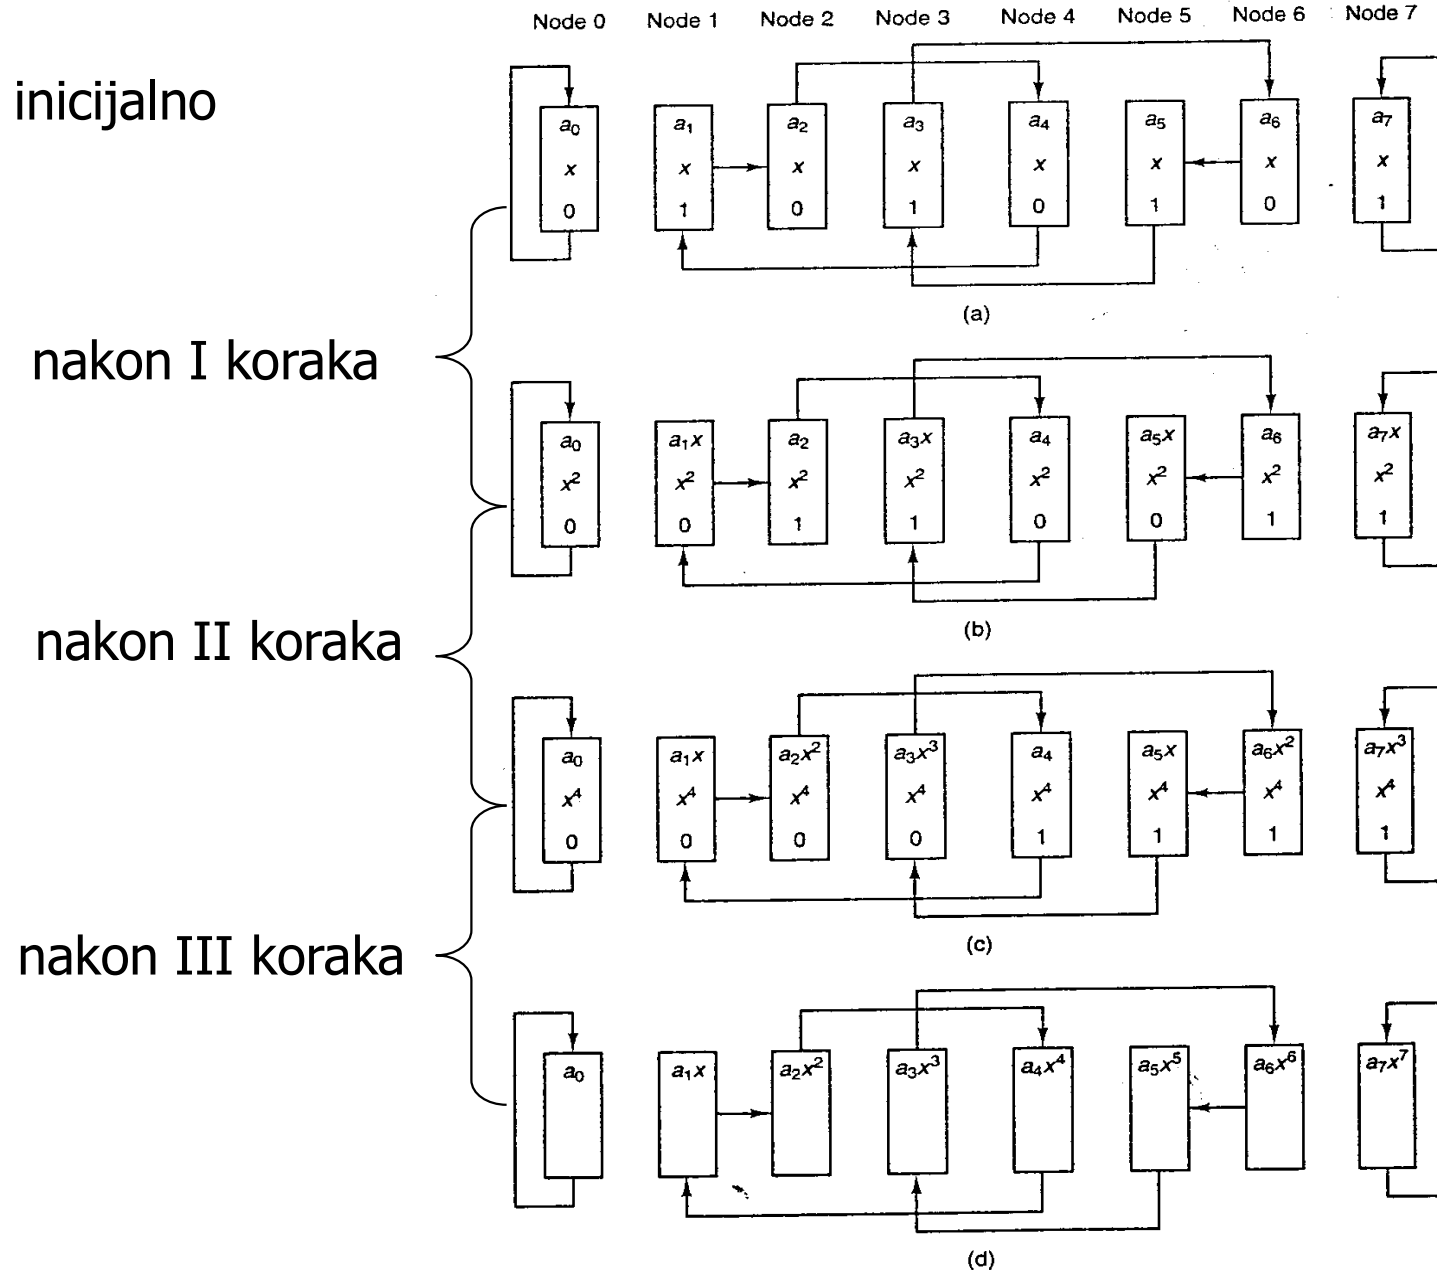 Node 0 Node 1 Node 2 Node 3 Node 4 Node 5 Node 6 Node 7
inicijalno
a₀ a₁ a₂ a₃ a₄ a₅ a₆ a₇
x x x x x x x x
0 1 0 1 0 1 0 1
(a)
nakon I koraka
a₀ a₁x a₂ a₃x a₄ a₅x a₆ a₇x
x² x² x² x² x² x² x² x²
0 0 1 1 0 0 1 1
(b)
nakon II koraka
a₀ a₁x a₂x² a₃x³ a₄ a₅x a₆x² a₇x³
x⁴ x⁴ x⁴ x⁴ x⁴ x⁴ x⁴ x⁴
0 0 0 0 1 1 1 1
(c)
nakon III koraka
a₀ a₁x a₂x² a₃x³ a₄x⁴ a₅x⁵ a₆x⁶ a₇x⁷
(d)